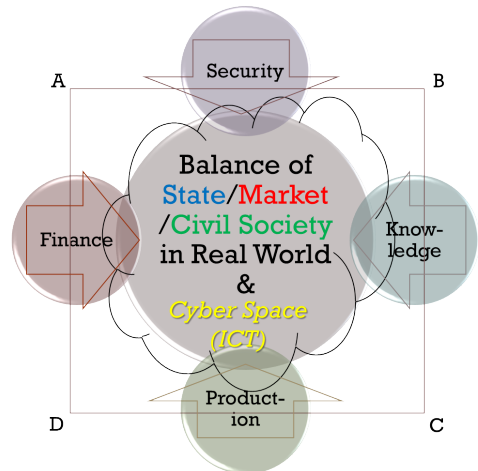 Security
A
B
Balance of
State/Market
/Civil Society
in Real World
&
Cyber Space
(ICT)
Finance
Know-
ledge
Product-
ion
D
C